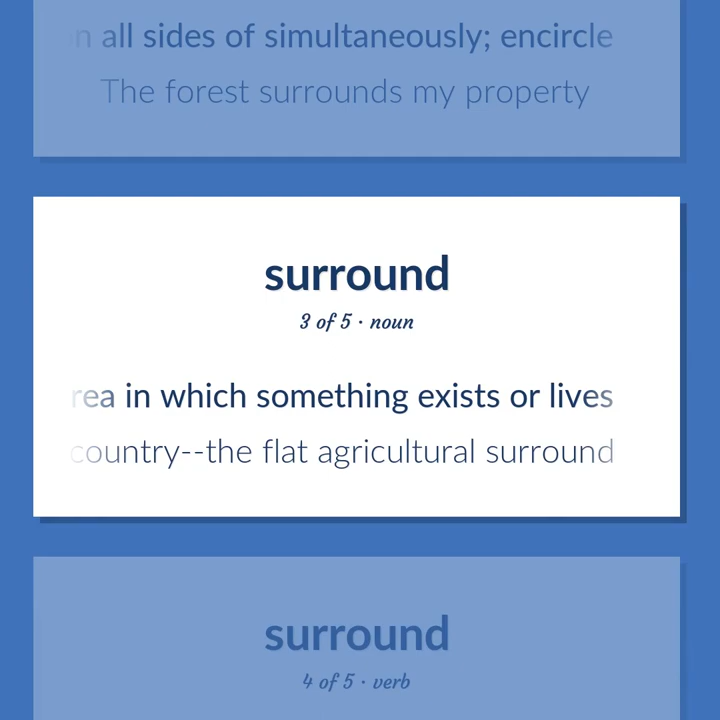 all sides of simultaneously; encircle
The forest surrounds my property
surround
3 of 5 · noun
in which something exists or lives
country--the flat agricultural surround
surround
4 of 5 · verb